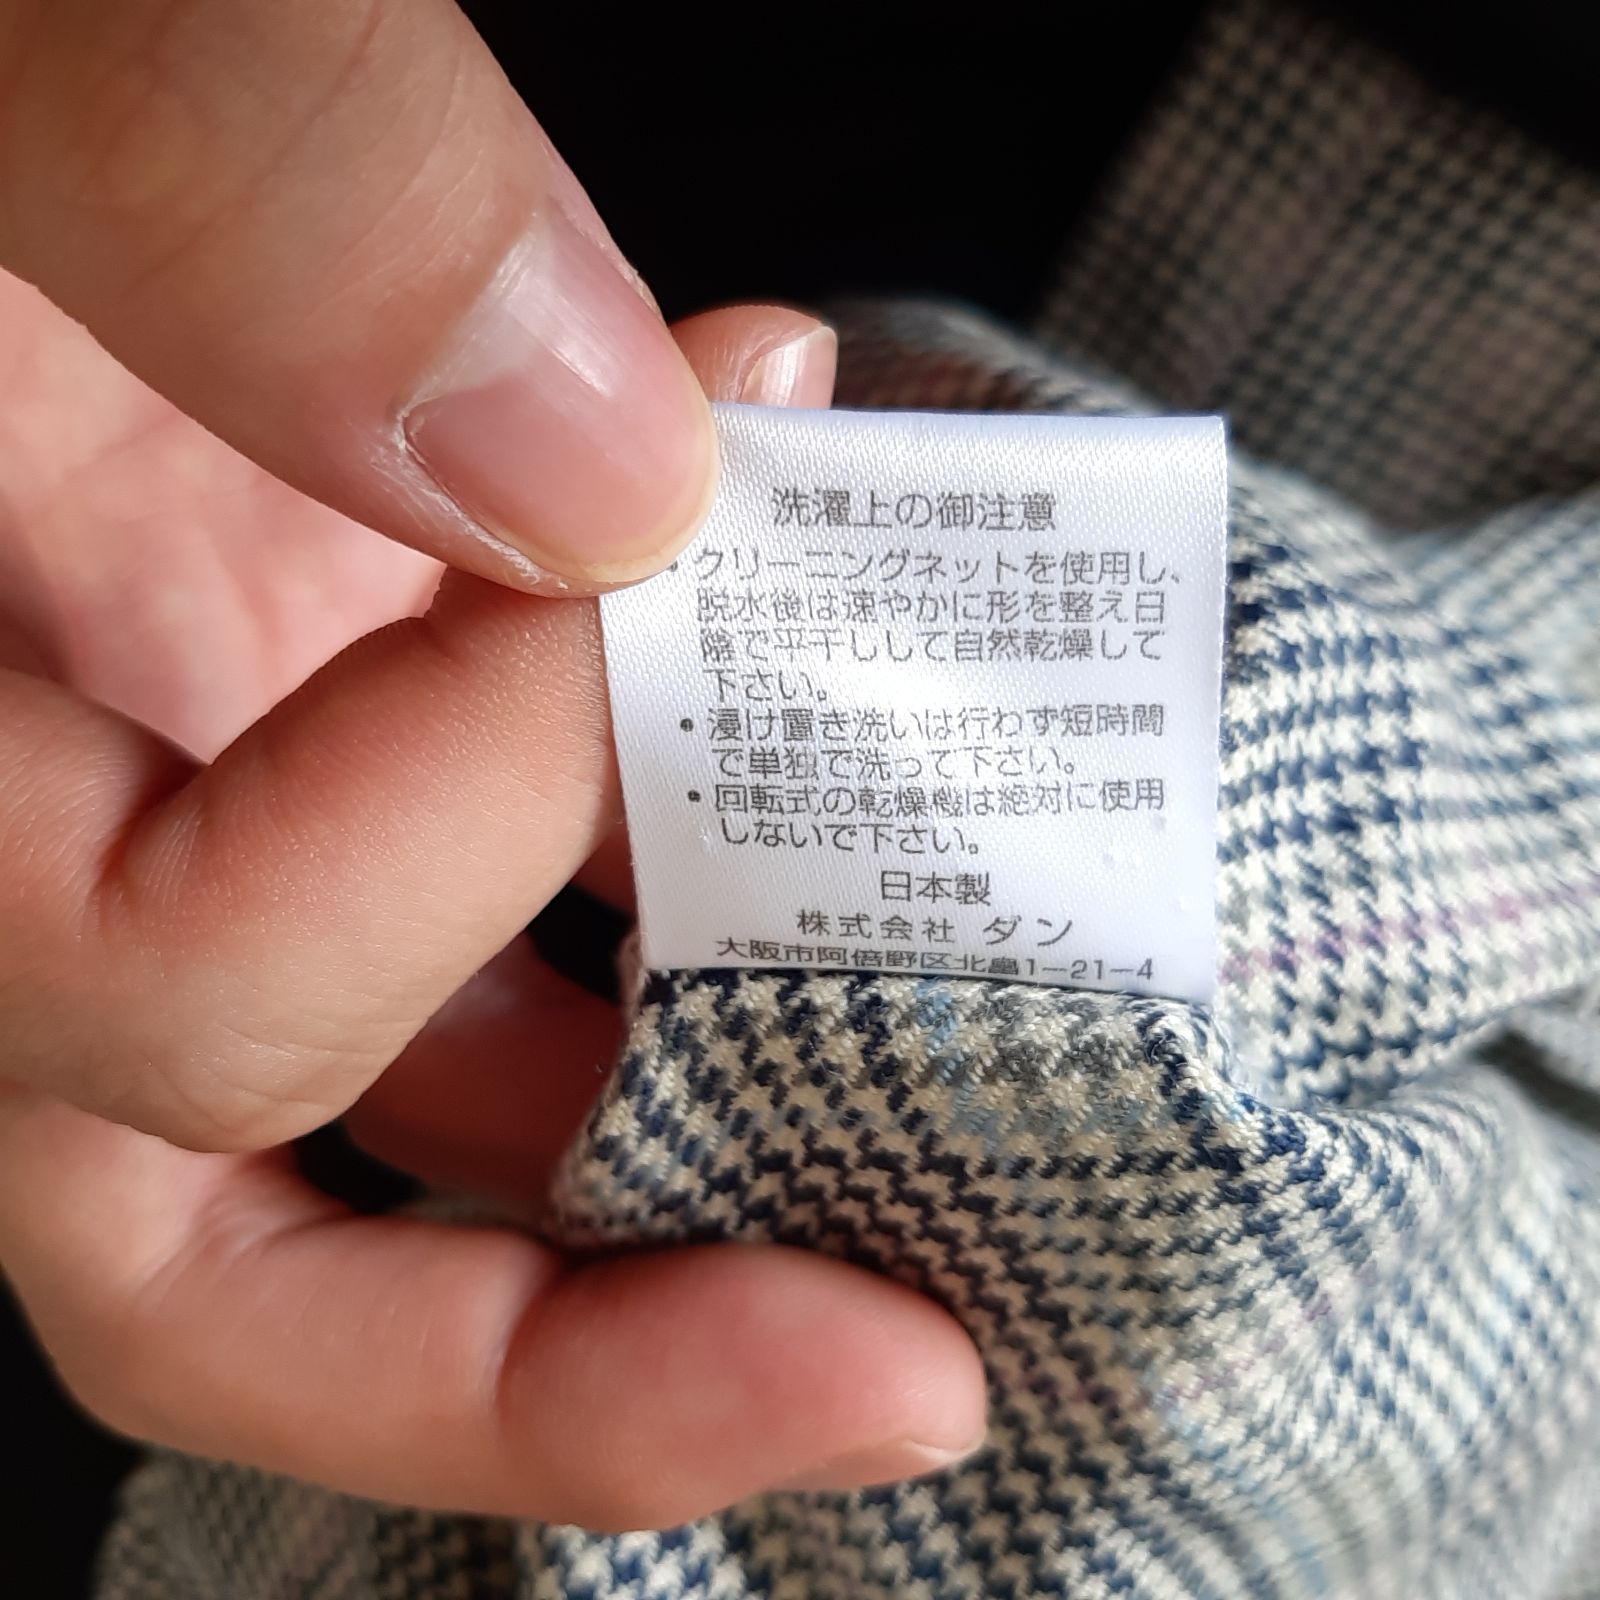 洗濯上の御注意
・クリーニングネットを使用し、
脱水後は速やかに形を整え日
陰で平干しして自然乾燥して
下さい。
・浸け置き洗いは行わず短時間
で単独で洗って下さい。
・回転式の乾燥機は絶対に使用
しないで下さい。
日本製
株式会社 ダン
大阪市阿倍野区北畠1-21-4